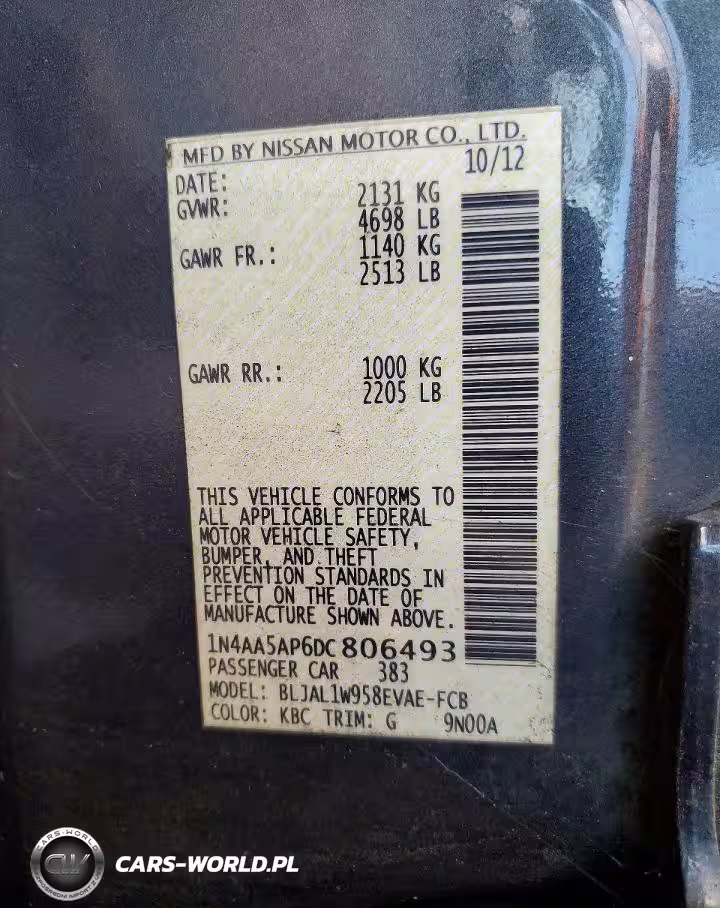 MFD BY NISSAN MOTOR CO., LTD.
DATE: 10/12
GVWR: 2131 KG
4698 LB
GAWR FR.: 1140 KG
2513 LB
GAWR RR.: 1000 KG
2205 LB
THIS VEHICLE CONFORMS TO
ALL APPLICABLE FEDERAL
MOTOR VEHICLE SAFETY,
BUMPER, AND THEFT
PREVENTION STANDARDS IN
EFFECT ON THE DATE OF
MANUFACTURE SHOWN ABOVE.
1N4AA5AP6DC806493
PASSENGER CAR 383
MODEL: BLJAL1W958EVAE-FCB
COLOR: KBC TRIM: G 9N00A
CARS-WORLD
CARS-WORLD.PL